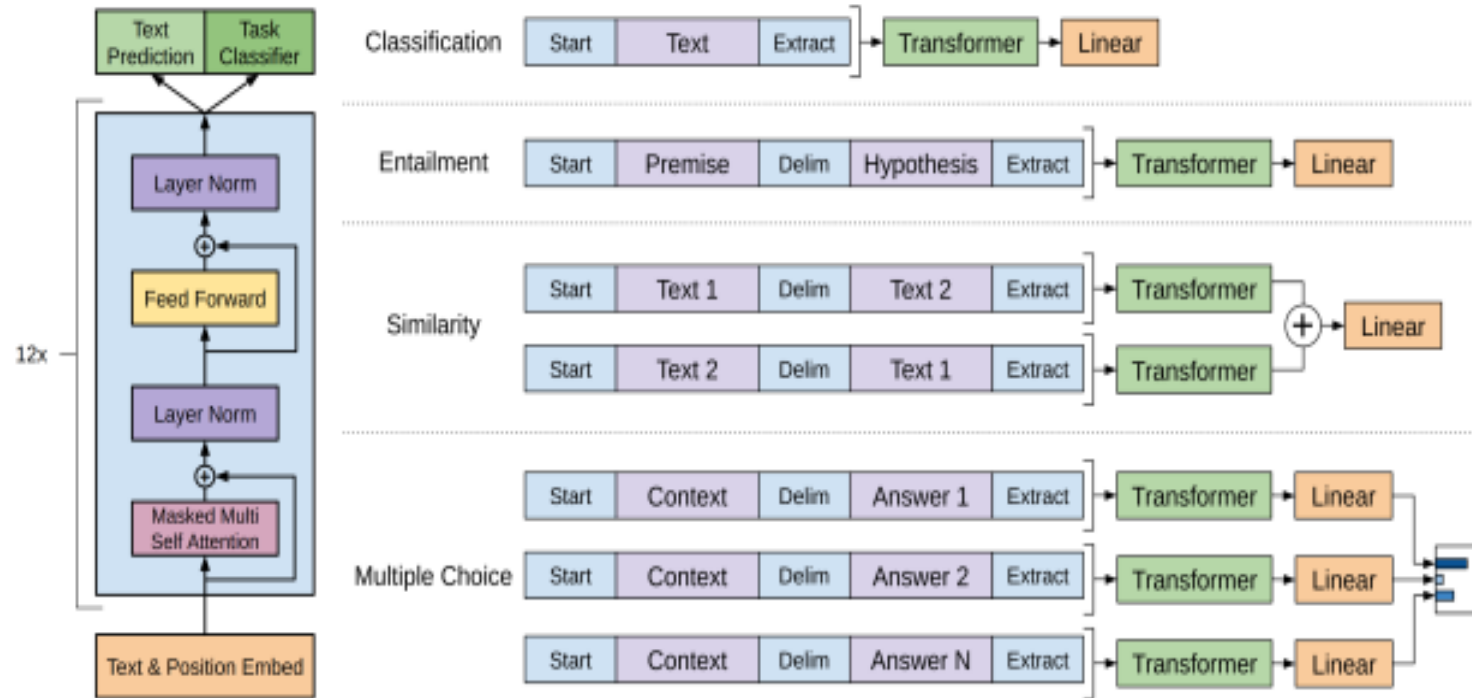 Text
Prediction
Task
Classifier
Layer Norm
Feed Forward
12x
Layer Norm
Masked Multi
Self Attention
Text & Position Embed
Classification
Start Text Extract Transformer Linear
Entailment
Start Premise Delim Hypothesis Extract Transformer Linear
Similarity
Start Text 1 Delim Text 2 Extract Transformer
Start Text 2 Delim Text 1 Extract Transformer
Linear
Multiple Choice
Start Context Delim Answer 1 Extract Transformer Linear
Start Context Delim Answer 2 Extract Transformer Linear
Start Context Delim Answer N Extract Transformer Linear